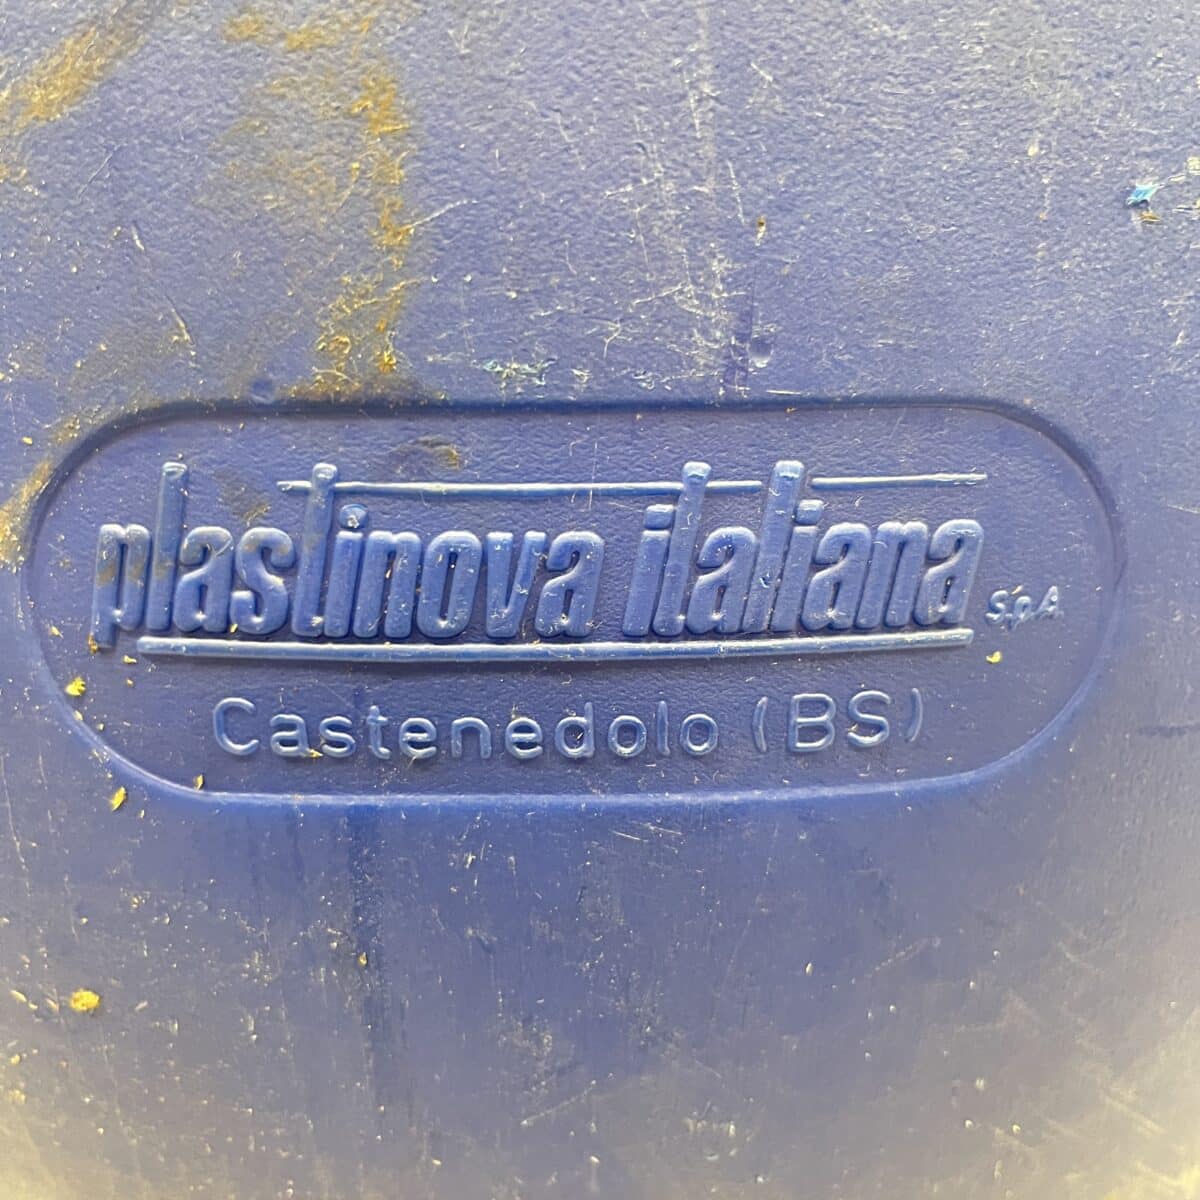 plastinova italiana S.p.A.
Castenedolo (BS)